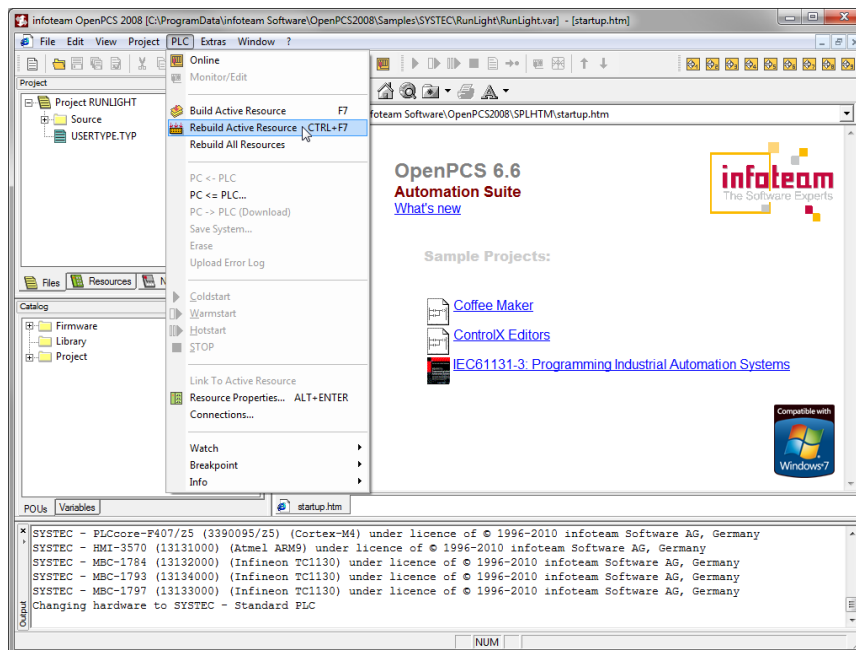 infoteam OpenPCS 2008 [C:\ProgramData\infoteam Software\OpenPCS2008\Samples\SYSTEC\RunLight\RunLight.var] - [startup.htm]
File Edit View Project PLC Extras Window ?
Project
Project RUNLIGHT
Source
USERTYPE.TYP
Files Resources
Catalog
Firmware
Library
Project
POUs Variables
Online
Monitor/Edit
Build Active Resource F7
Rebuild Active Resource CTRL+F7
Rebuild All Resources
PC <- PLC
PC <= PLC...
PC -> PLC (Download)
Save System...
Erase
Upload Error Log
Coldstart
Warmstart
Hotstart
STOP
Link To Active Resource
Resource Properties... ALT+ENTER
Connections...
Watch
Breakpoint
Info
foteam Software\OpenPCS2008\SPLHTM\startup.htm
OpenPCS 6.6
Automation Suite
What's new
infoteam
The Software Experts
Sample Projects:
Coffee Maker
ControlX Editors
IEC61131-3: Programming Industrial Automation Systems
Compatible with
Windows 7
startup.htm
SYSTEC - PLCcore-F407/Z5 (3390095/Z5) (Cortex-M4) under licence of © 1996-2010 infoteam Software AG, Germany
SYSTEC - HMI-3570 (13131000) (Atmel ARM9) under licence of © 1996-2010 infoteam Software AG, Germany
SYSTEC - MBC-1784 (13132000) (Infineon TC1130) under licence of © 1996-2010 infoteam Software AG, Germany
SYSTEC - MBC-1793 (13134000) (Infineon TC1130) under licence of © 1996-2010 infoteam Software AG, Germany
SYSTEC - MBC-1797 (13133000) (Infineon TC1130) under licence of © 1996-2010 infoteam Software AG, Germany
Changing hardware to SYSTEC - Standard PLC
Output
NUM